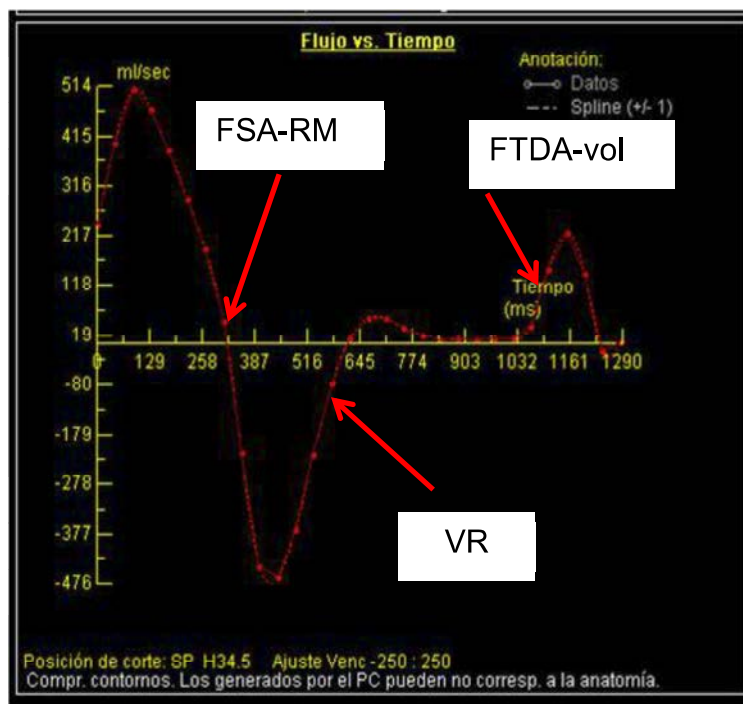 Flujo vs. Tiempo
ml/sec
Anotación:
Datos
Spline (+/- 1)
514
415
316
217
118
19
-80
-179
-278
-377
-476
FSA-RM
FTDA-vol
Tiempo
(ms)
0 129 258 387 516 645 774 903 1032 1161 1290
VR
Posición de corte: SP H34.5 Ajuste Venc -250 : 250
Compr. contornos. Los generados por el PC pueden no corresp. a la anatomía.